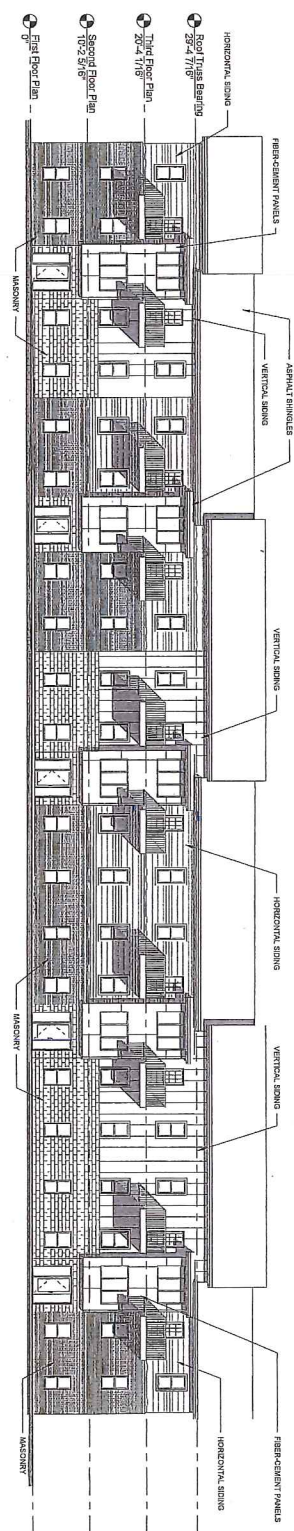 Roof Truss Bearing
29'-4 7/16"
Third Floor Plan
20'-4 1/16"
Second Floor Plan
10'-2 5/16"
First Floor Plan
0"
HORIZONTAL SIDING
FIBER-CEMENT PANELS
MASONRY
VERTICAL SIDING
ASPHALT SHINGLES
VERTICAL SIDING
HORIZONTAL SIDING
MASONRY
VERTICAL SIDING
HORIZONTAL SIDING
FIBER-CEMENT PANELS
MASONRY